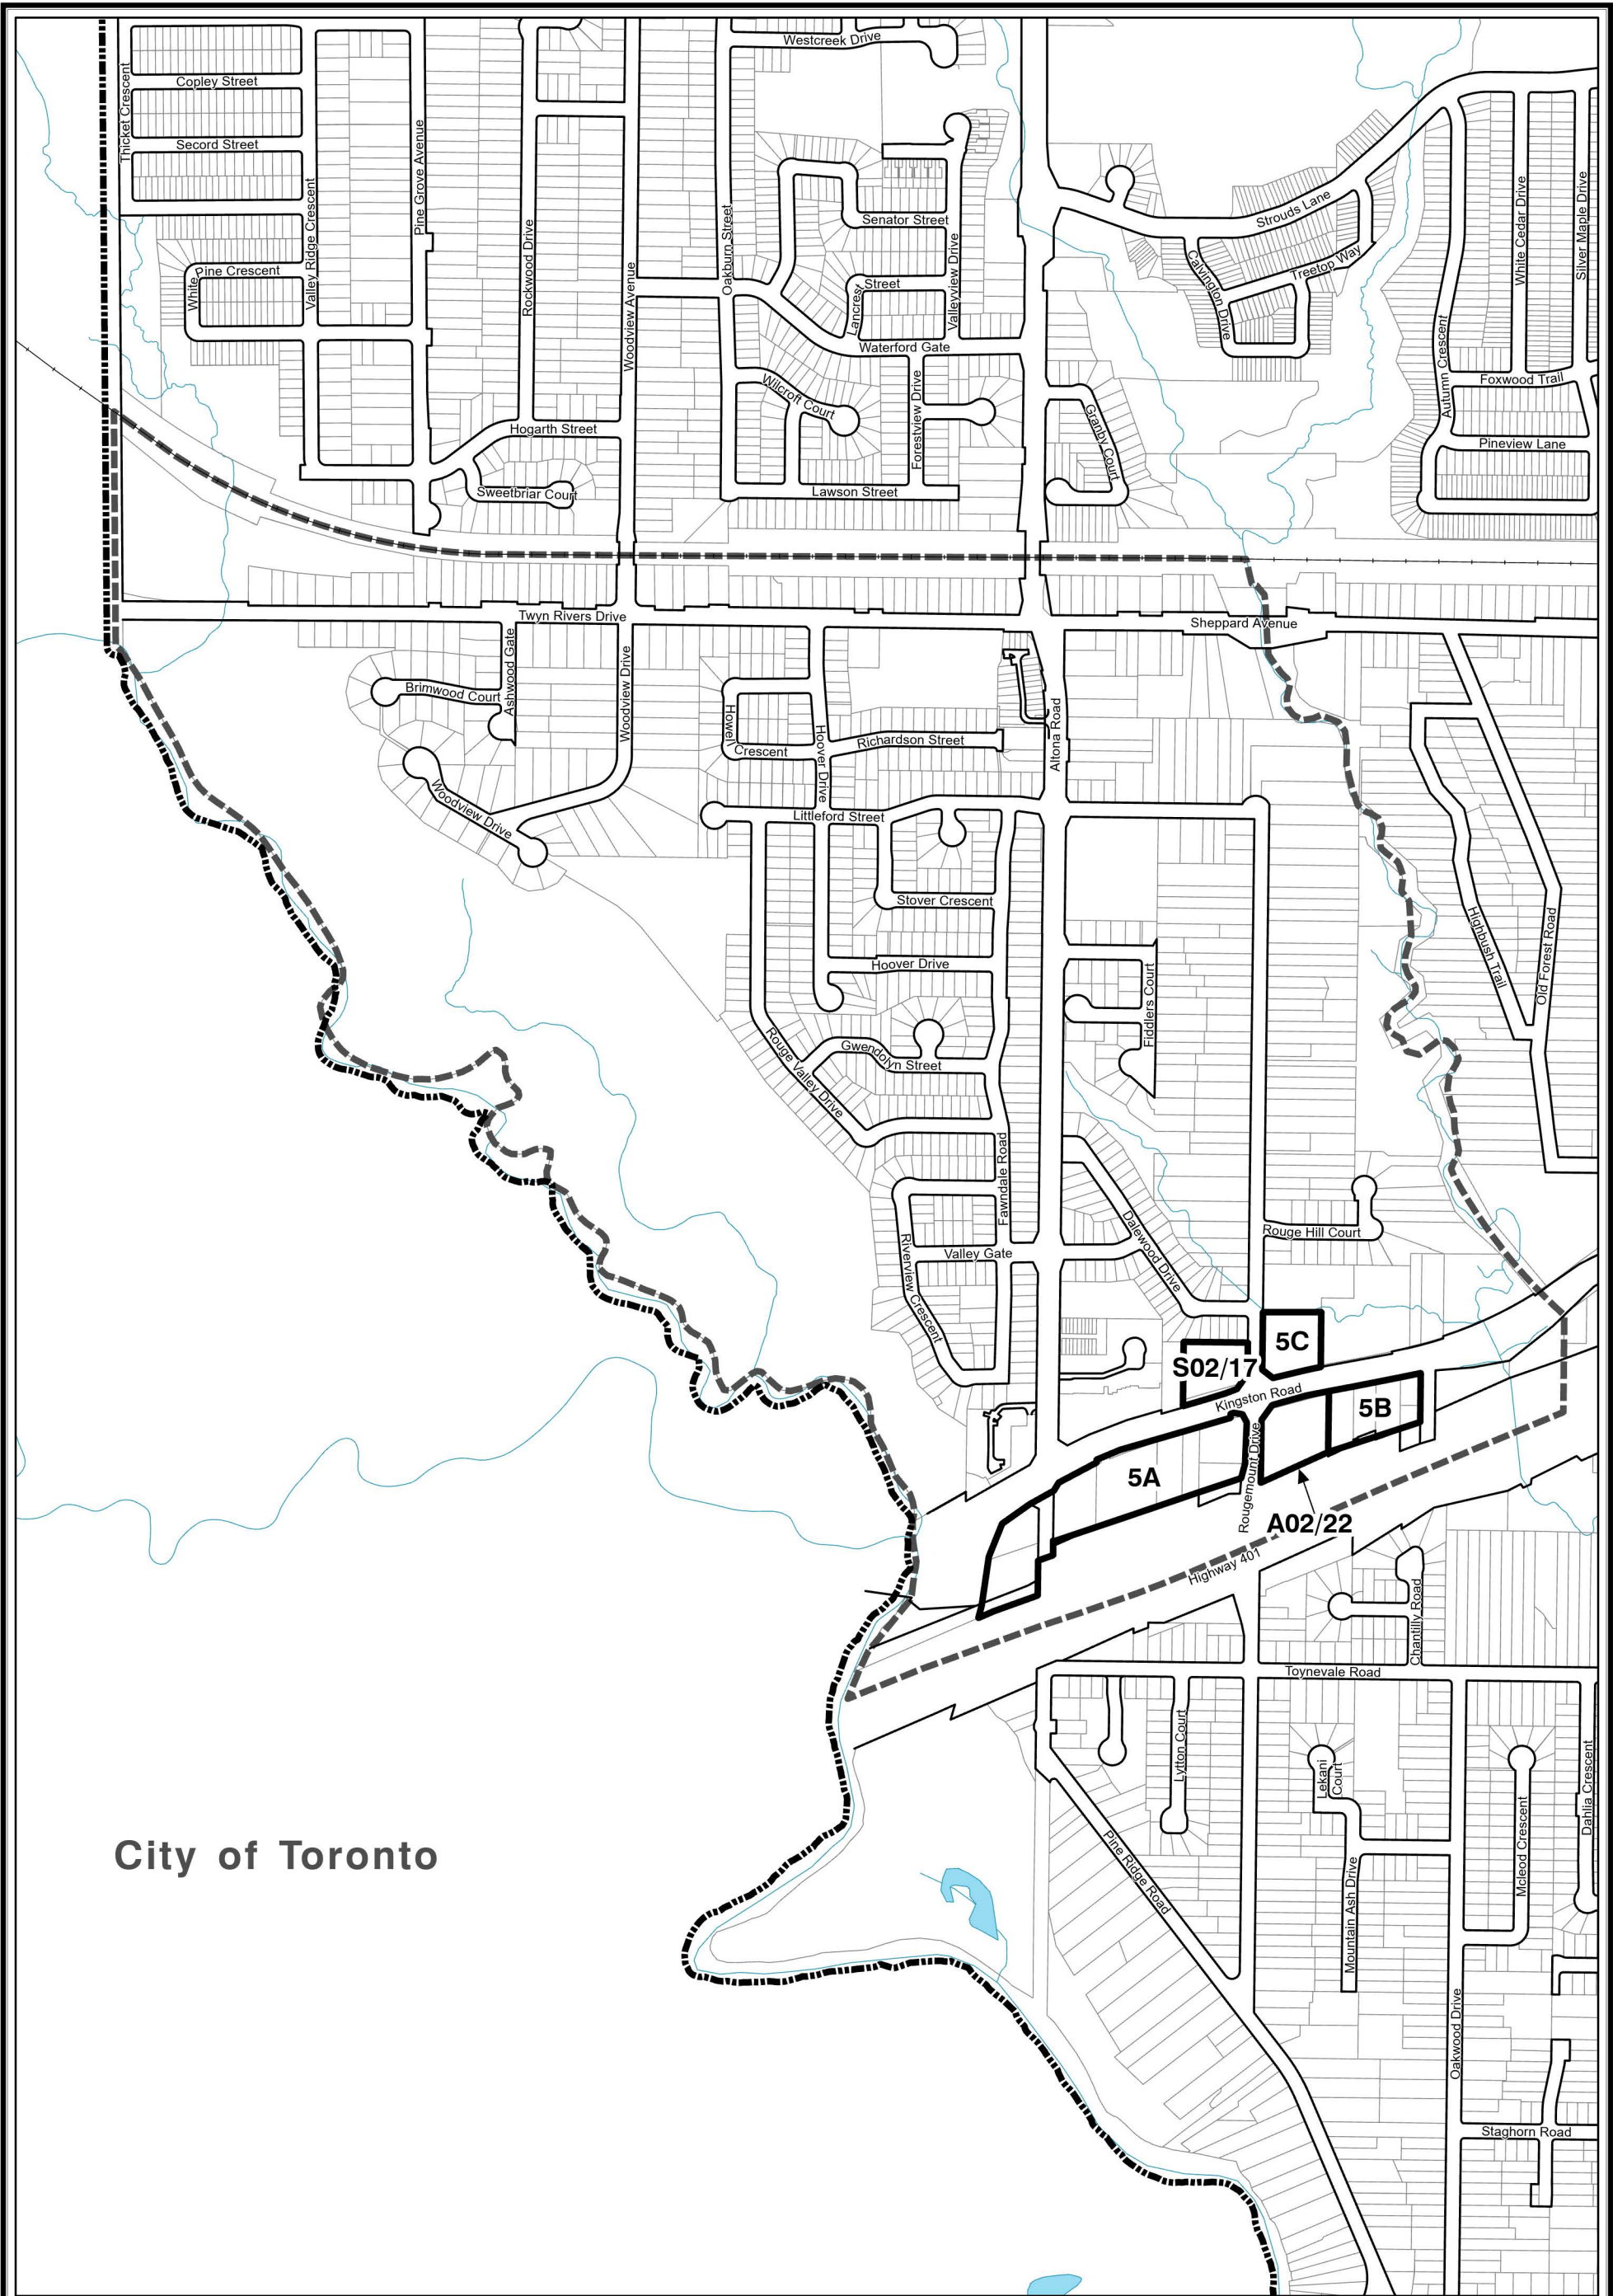 Westcreek Drive
Copley Street
Thicket Crescent
Secord Street
Pine Grove Avenue
Valley Ridge Crescent
Pine Crescent
White
Rockwood Drive
Woodview Avenue
Oakburn Street
Senator Street
Valleyview Drive
Street
Lancrest
Waterford Gate
Wilcroft Court
Forestview Drive
Hogarth Street
Sweetbriar Court
Lawson Street
Granby Court
Strouds Lane
Treetop Way
Calvington Drive
White Cedar Drive
Silver Maple Drive
Autumn Crescent
Foxwood Trail
Pineview Lane
Twyn Rivers Drive
Sheppard Avenue
Ashwood Gate
Brimwood Court
Woodview Drive
Woodview Drive
Howell
Crescent
Hoover Drive
Richardson Street
Altona Road
Littleford Street
Stover Crescent
Hoover Drive
Fiddlers Court
Highbush Trail
Old Forest Road
Gwendolyn Street
Rouge Valley Drive
Fawndale Road
Valley Gate
Riverview Crescent
Dalewood Drive
Rouge Hill Court
5C
S02/17
Kingston Road
5B
5A
Rougemount Drive
A02/22
Highway 401
Chantilly Road
Toynevale Road
Lytton Court
Lekani
Court
Pine Ridge Road
Mountain Ash Drive
Mcleod Crescent
Dahlia Crescent
City of Toronto
Oakwood Drive
Staghorn Road